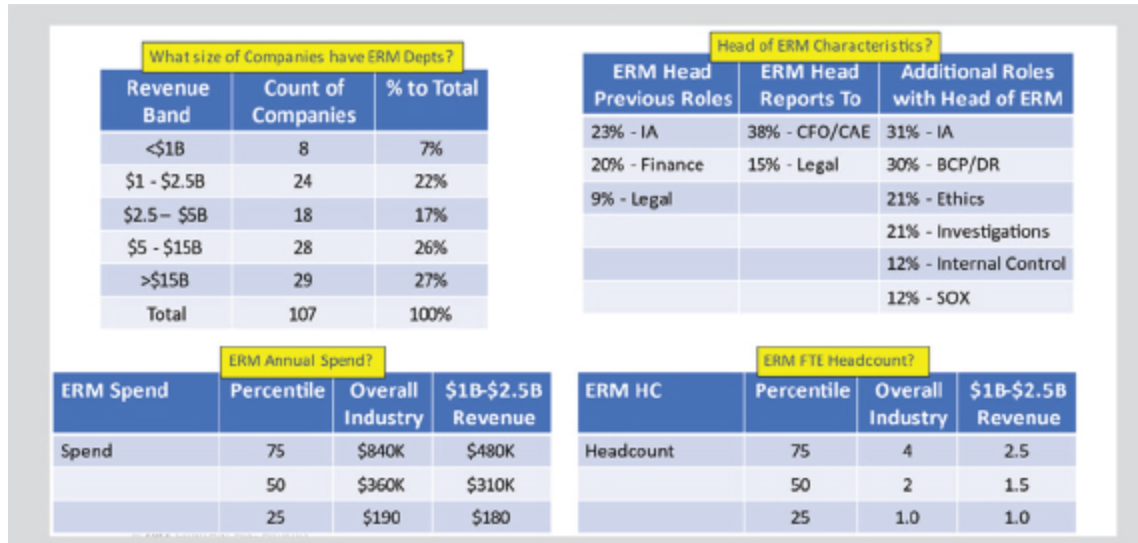 What size of Companies have ERM Depts?
Revenue Band Count of Companies % to Total
<$1B 8 7%
$1 - $2.5B 24 22%
$2.5– $5B 18 17%
$5 - $15B 28 26%
>$15B 29 27%
Total 107 100%
Head of ERM Characteristics?
ERM Head Previous Roles ERM Head Reports To Additional Roles with Head of ERM
23% - IA 38% - CFO/CAE 31% - IA
20% - Finance 15% - Legal 30% - BCP/DR
9% - Legal 21% - Ethics
21% - Investigations
12% - Internal Control
12% - SOX
ERM Annual Spend?
ERM Spend Percentile Overall Industry $1B-$2.5B Revenue
Spend 75 $840K $480K
50 $360K $310K
25 $190 $180
ERM FTE Headcount?
ERM HC Percentile Overall Industry $1B-$2.5B Revenue
Headcount 75 4 2.5
50 2 1.5
25 1.0 1.0